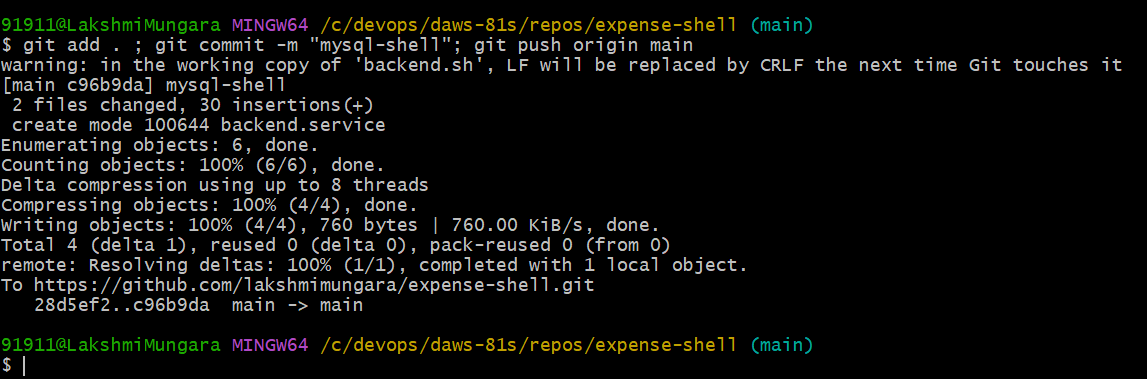 91911@LakshmiMungara MINGW64 /c/devops/daws-81s/repos/expense-shell (main)
$ git add . ; git commit -m "mysql-shell"; git push origin main
warning: in the working copy of 'backend.sh', LF will be replaced by CRLF the next time Git touches it
[main c96b9da] mysql-shell
 2 files changed, 30 insertions(+)
 create mode 100644 backend.service
Enumerating objects: 6, done.
Counting objects: 100% (6/6), done.
Delta compression using up to 8 threads
Compressing objects: 100% (4/4), done.
Writing objects: 100% (4/4), 760 bytes | 760.00 KiB/s, done.
Total 4 (delta 1), reused 0 (delta 0), pack-reused 0 (from 0)
remote: Resolving deltas: 100% (1/1), completed with 1 local object.
To https://github.com/lakshmimungara/expense-shell.git
   28d5ef2..c96b9da  main -> main
91911@LakshmiMungara MINGW64 /c/devops/daws-81s/repos/expense-shell (main)
$